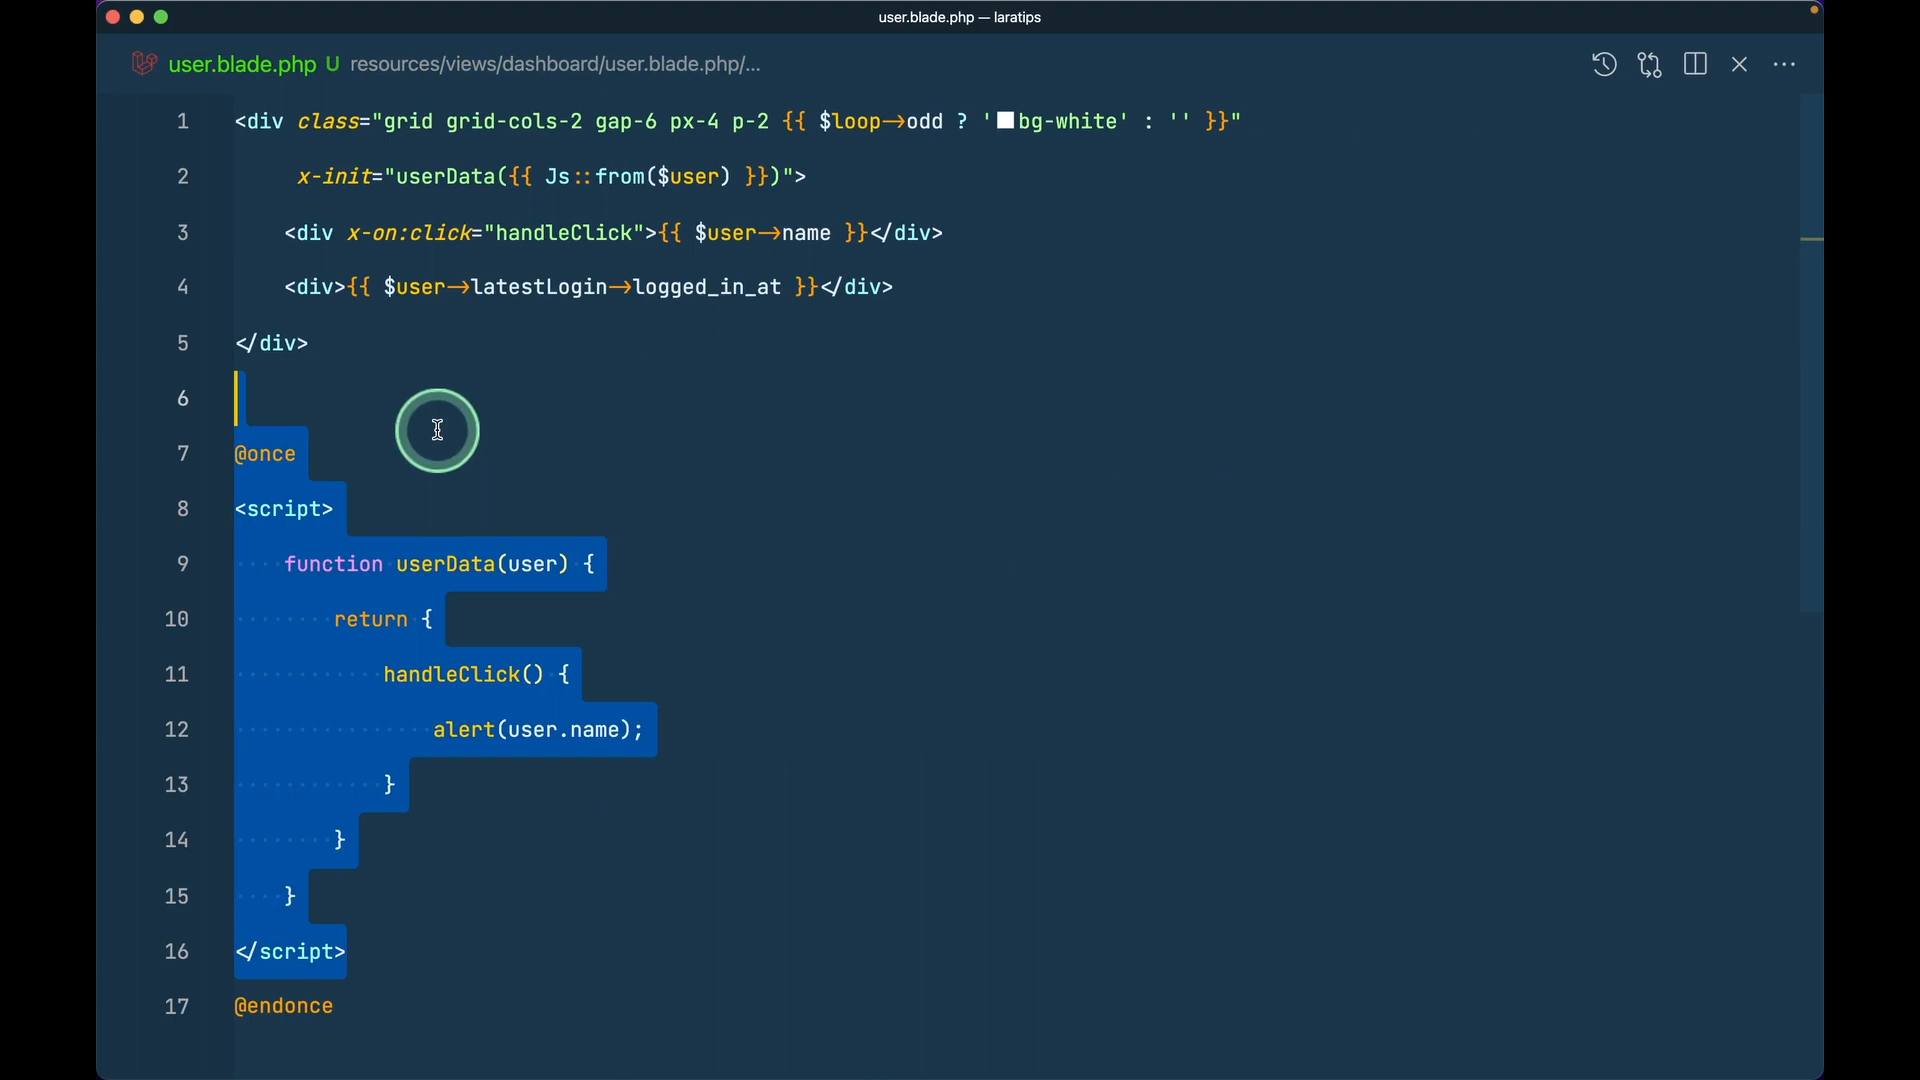 user.blade.php — laratips
user.blade.php U resources/views/dashboard/user.blade.php/...
1 <div class="grid grid-cols-2 gap-6 px-4 p-2 {{ $loop->odd ? 'bg-white' : '' }}"
2 x-init="userData({{ Js::from($user) }})">
3 <div x-on:click="handleClick">{{ $user->name }}</div>
4 <div>{{ $user->latestLogin->logged_in_at }}</div>
5 </div>
6
7 @once
8 <script>
9 function userData(user) {
10 return {
11 handleClick() {
12 alert(user.name);
13 }
14 }
15 }
16 </script>
17 @endonce